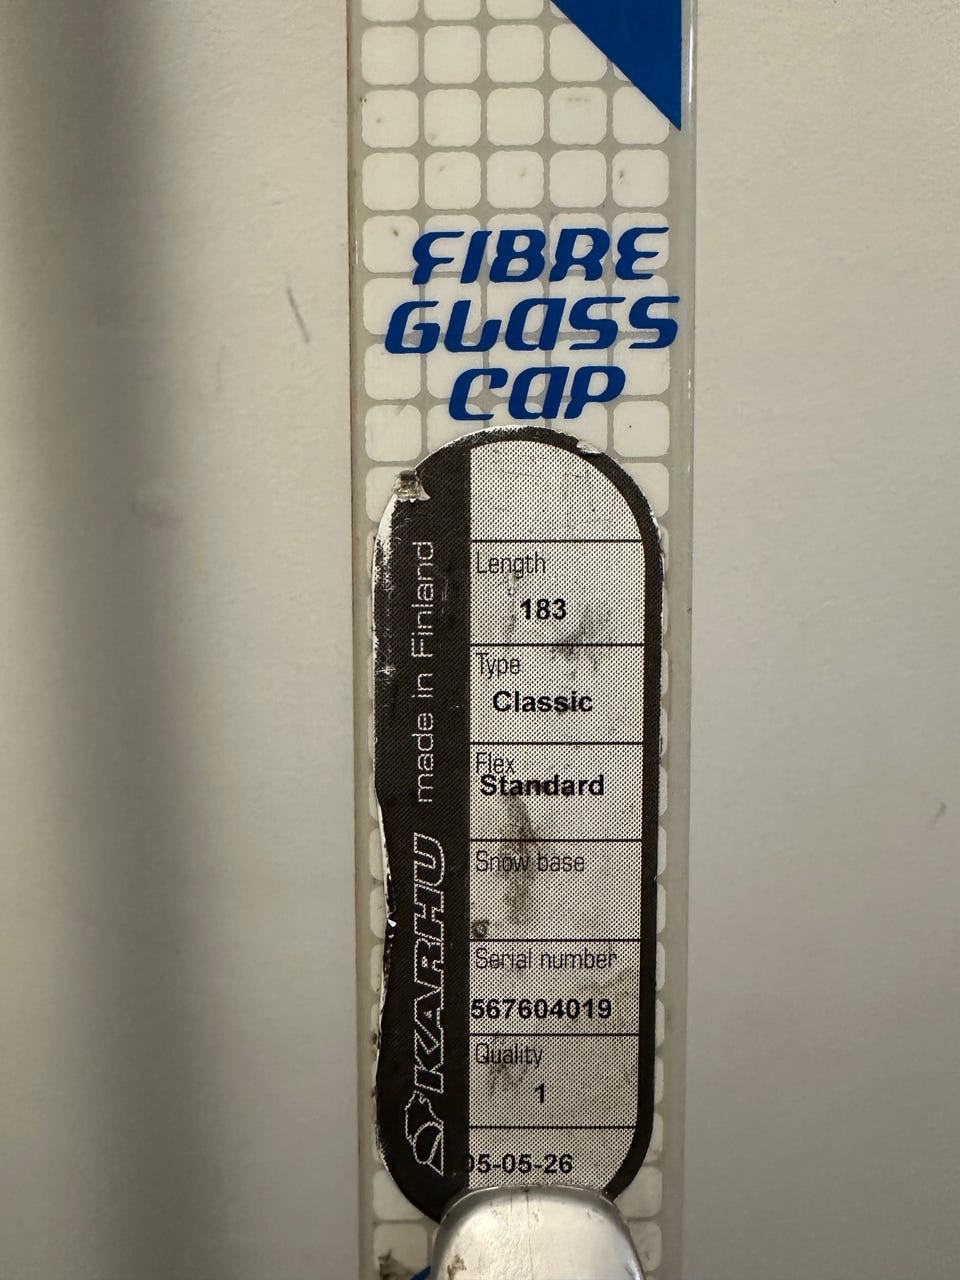 FIBRE
GLASS
CAP
Length
183
Type
Classic
Flex
Standard
Snow base
Serial number
567604019
Quality
1
05-05-26
KARHU made in Finland